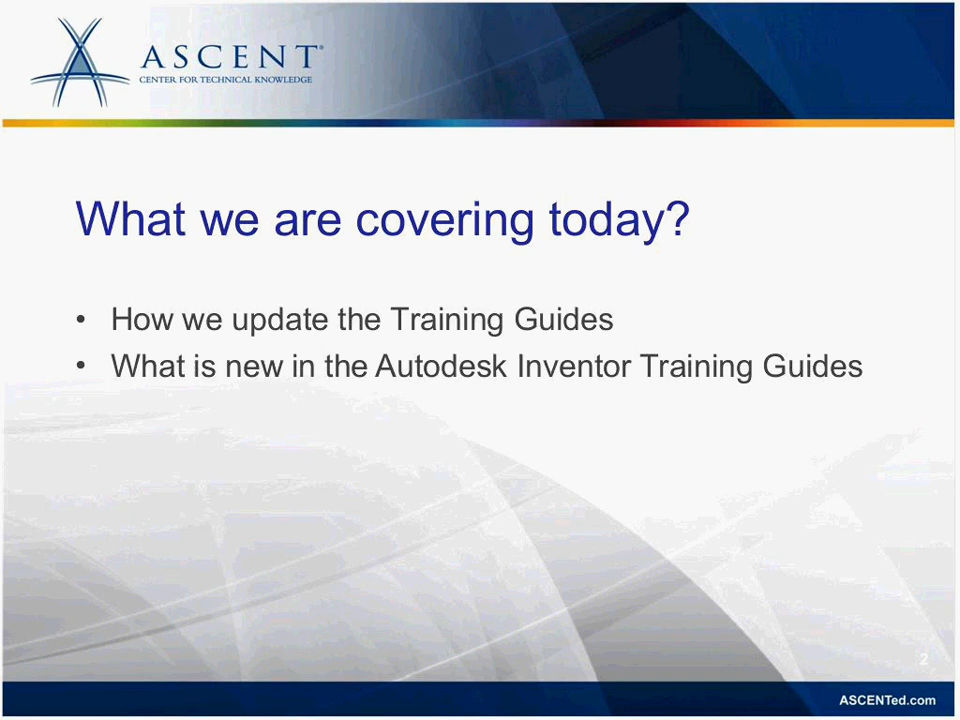 ASCENT®
CENTER FOR TECHNICAL KNOWLEDGE
What we are covering today?
• How we update the Training Guides
• What is new in the Autodesk Inventor Training Guides
2
ASCENTed.com